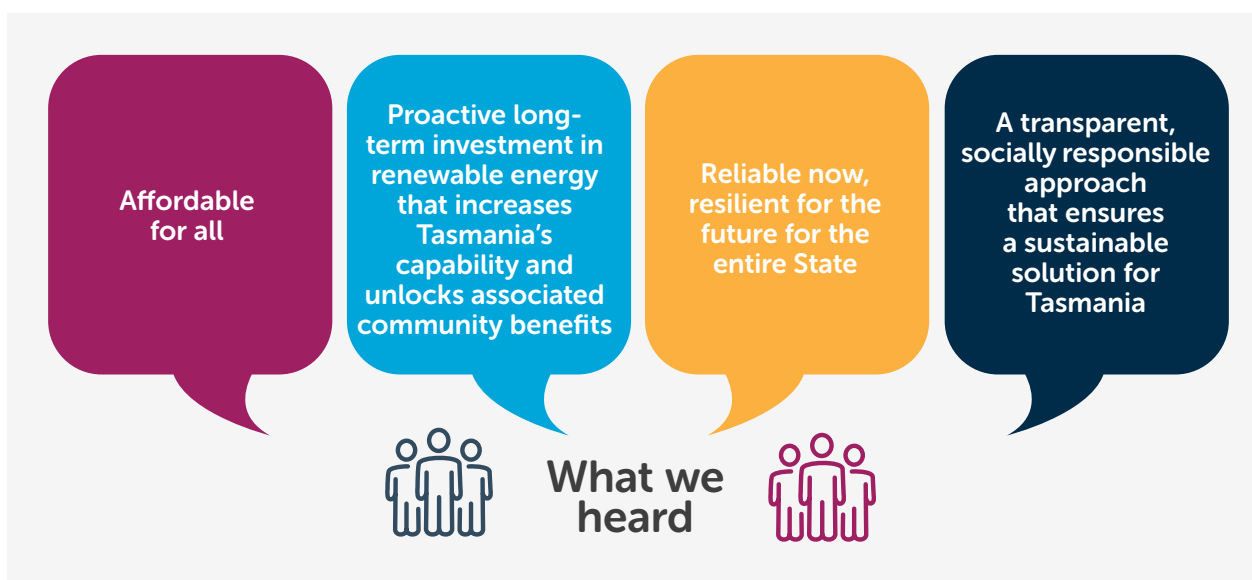 Affordable
for all
Proactive long-
term investment in
renewable energy
that increases
Tasmania’s
capability and
unlocks associated
community benefits
Reliable now,
resilient for the
future for the
entire State
A transparent,
socially responsible
approach
that ensures
a sustainable
solution for
Tasmania
What we
heard